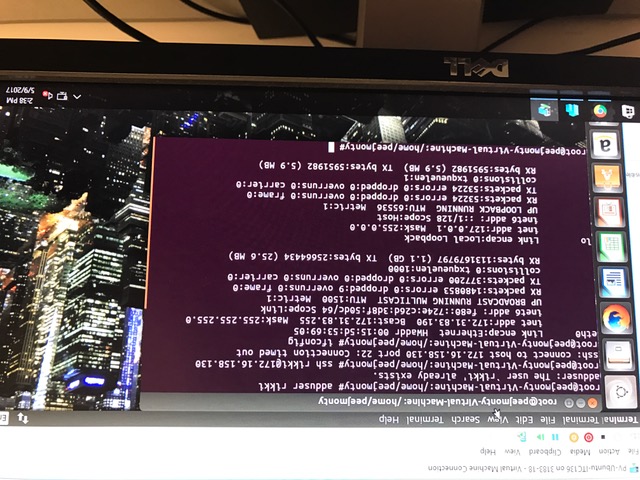 PV-Ubuntu-ITC136 on 3183-18 - Virtual Machine Connection
File Action Media Clipboard View Help
Terminal Terminal File Edit View Search Terminal Help
root@peejmonty-Virtual-Machine: /home/peejmonty
root@peejmonty-Virtual-Machine:/home/peejmonty# adduser rikki
adduser: The user `rikki' already exists.
root@peejmonty-Virtual-Machine:/home/peejmonty# ssh rikki@172.16.158.130
ssh: connect to host 172.16.158.130 port 22: Connection timed out
root@peejmonty-Virtual-Machine:/home/peejmonty# ifconfig
eth0 Link encap:Ethernet HWaddr 00:15:5d:53:69:05
inet addr:172.31.83.190 Bcast:172.31.83.255 Mask:255.255.255.0
inet6 addr: fe80::724e:c26d:3d8f:50dc/64 Scope:Link
UP BROADCAST RUNNING MULTICAST MTU:1500 Metric:1
RX packets:1480853 errors:0 dropped:9 overruns:0 frame:0
TX packets:377200 errors:0 dropped:0 overruns:0 carrier:0
collisions:0 txqueuelen:1000
RX bytes:1131679797 (1.1 GB) TX bytes:25664434 (25.6 MB)
lo Link encap:Local Loopback
inet addr:127.0.0.1 Mask:255.0.0.0
inet6 addr: ::1/128 Scope:Host
UP LOOPBACK RUNNING MTU:65536 Metric:1
RX packets:53224 errors:0 dropped:0 overruns:0 frame:0
TX packets:53224 errors:0 dropped:0 overruns:0 carrier:0
collisions:0 txqueuelen:1
RX bytes:5951982 (5.9 MB) TX bytes:5951982 (5.9 MB)
root@peejmonty-Virtual-Machine:/home/peejmonty#
a
2:38 PM
5/9/2017
DELL